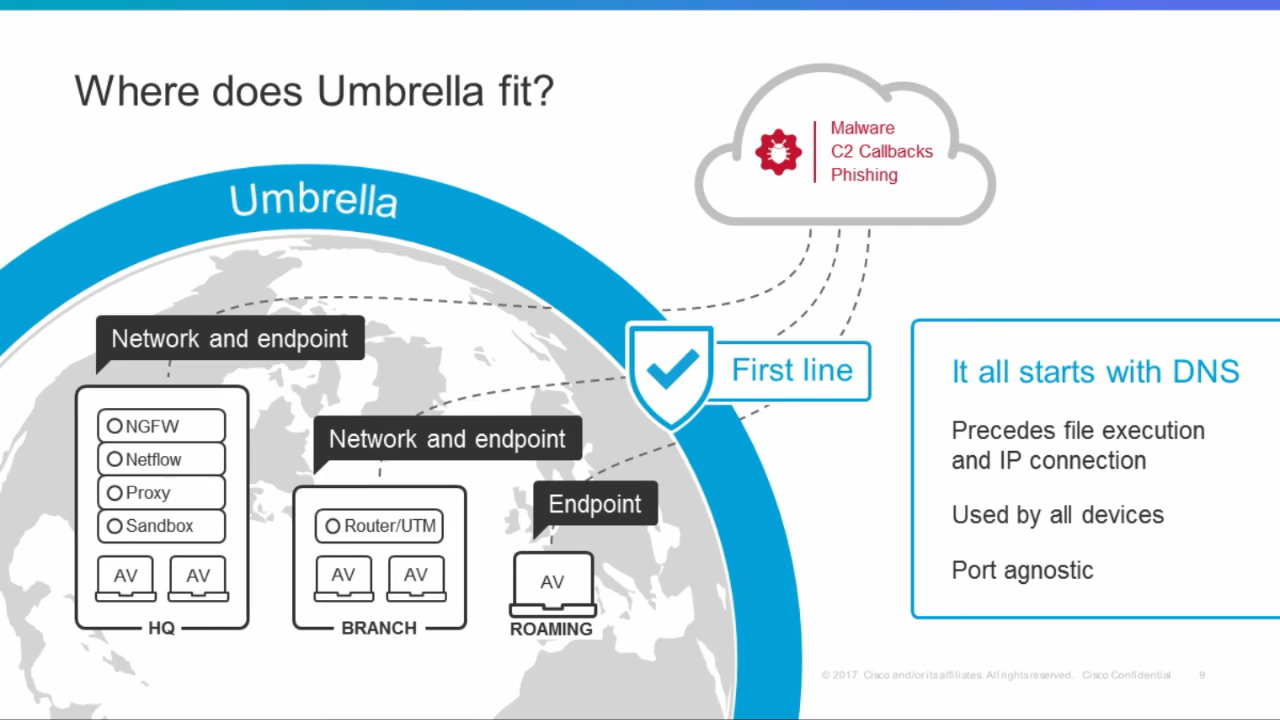 Where does Umbrella fit?
Malware
C2 Callbacks
Phishing
Umbrella
Network and endpoint
NGFW
Netflow
Proxy
Sandbox
AV AV
HQ
Network and endpoint
Router/UTM
AV AV
BRANCH
Endpoint
AV
ROAMING
First line
It all starts with DNS
Precedes file execution
and IP connection
Used by all devices
Port agnostic
© 2017 Cisco and/or its affiliates. All rights reserved. Cisco Confidential 9